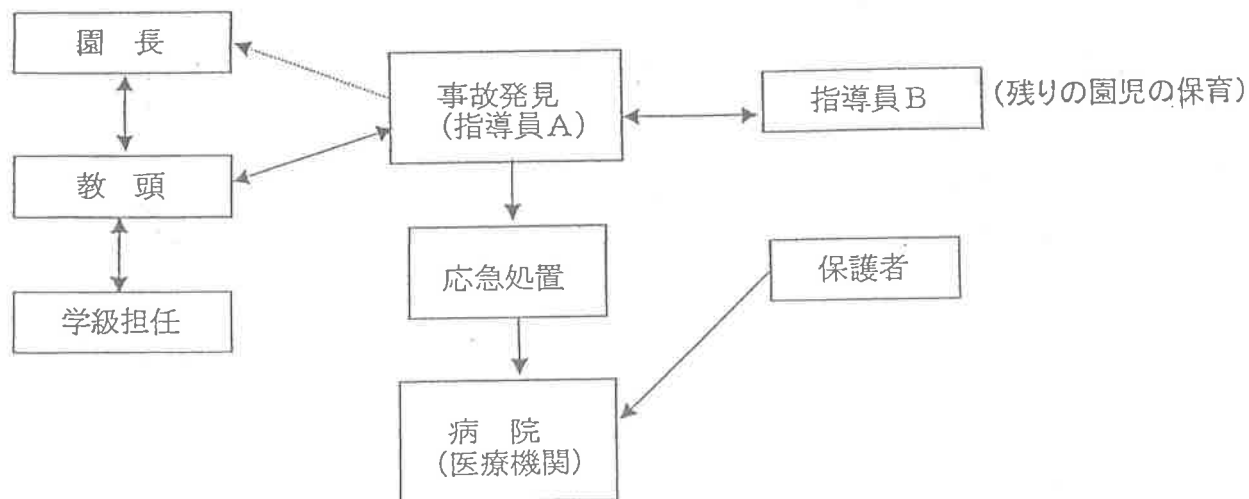 園 長
事故発見
(指導員A)
指導員B
(残りの園児の保育)
教 頭
応急処置
保護者
学級担任
病 院
(医療機関)